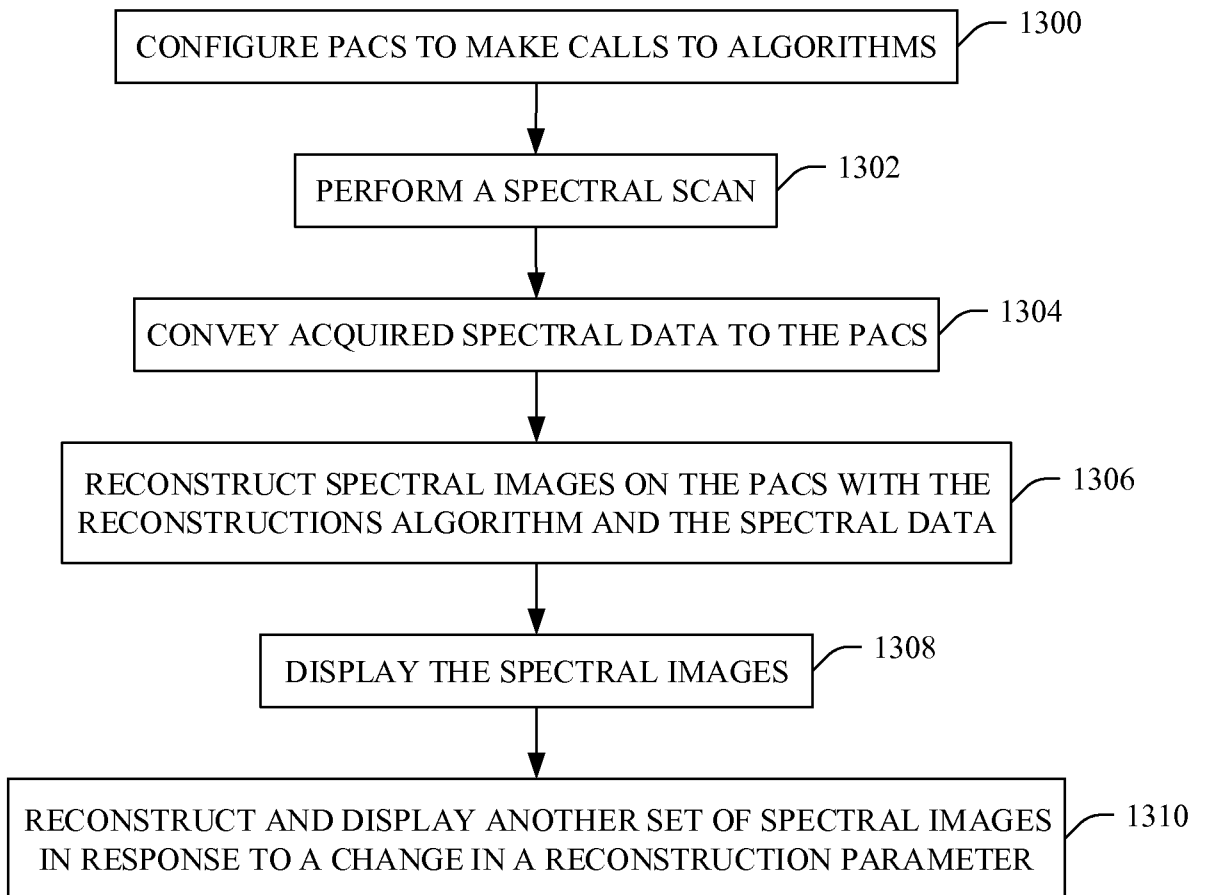 CONFIGURE PACS TO MAKE CALLS TO ALGORITHMS
1300
PERFORM A SPECTRAL SCAN
1302
CONVEY ACQUIRED SPECTRAL DATA TO THE PACS
1304
RECONSTRUCT SPECTRAL IMAGES ON THE PACS WITH THE
RECONSTRUCTIONS ALGORITHM AND THE SPECTRAL DATA
1306
DISPLAY THE SPECTRAL IMAGES
1308
RECONSTRUCT AND DISPLAY ANOTHER SET OF SPECTRAL IMAGES
IN RESPONSE TO A CHANGE IN A RECONSTRUCTION PARAMETER
1310